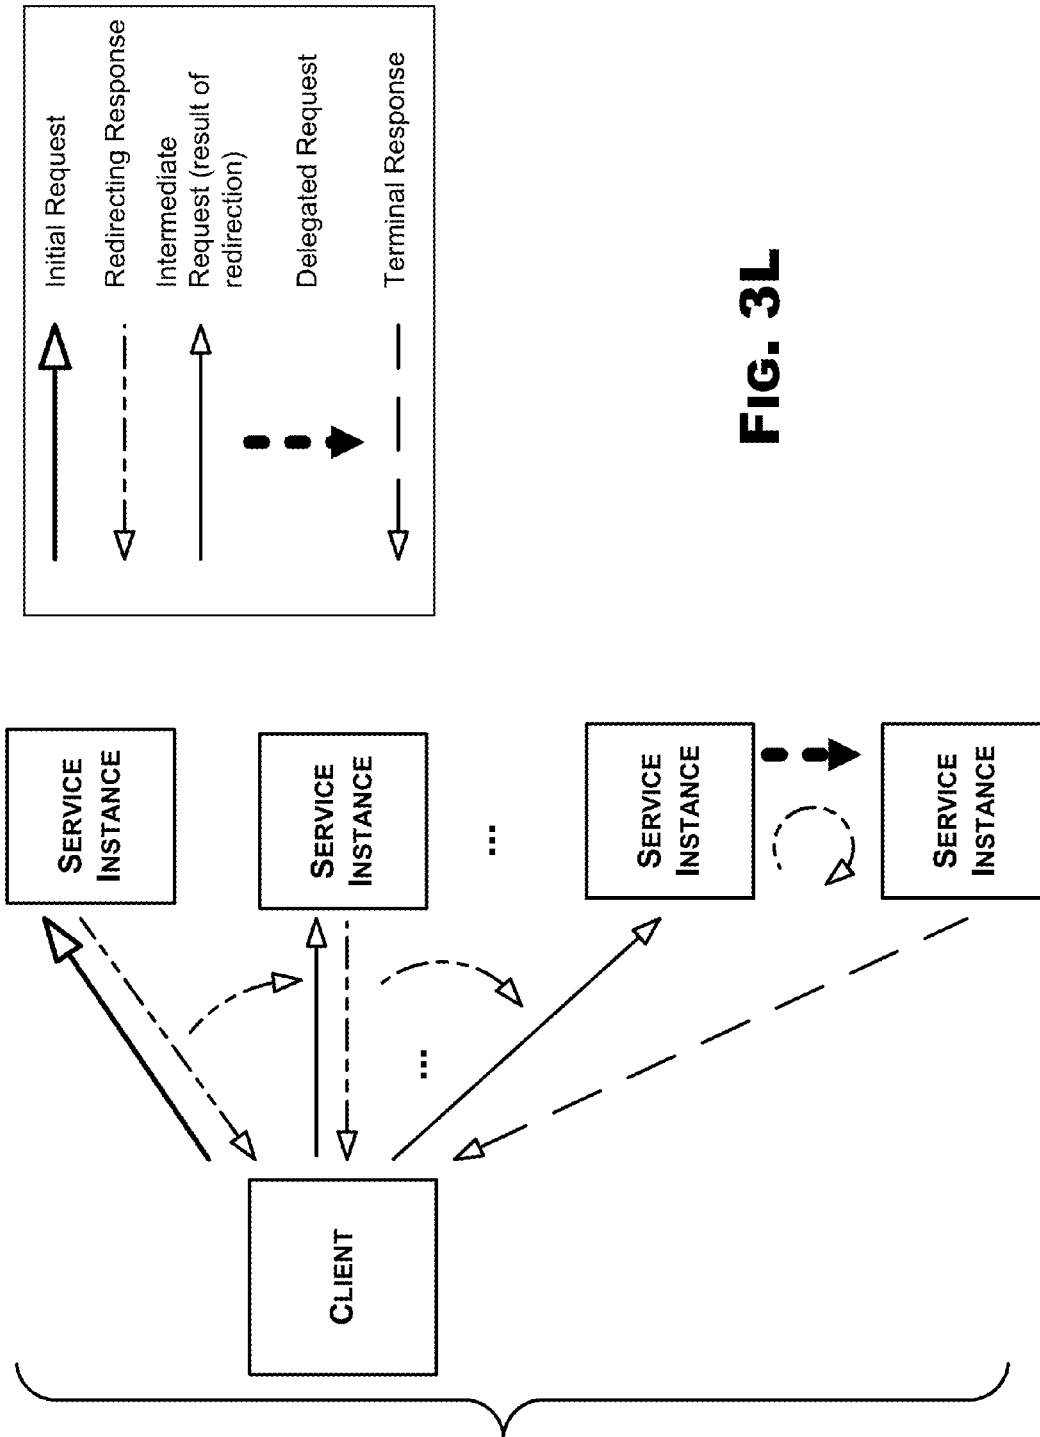 Initial Request
Redirecting Response
Intermediate
Request (result of
redirection)
Delegated Request
Terminal Response
FIG. 3L
SERVICE
INSTANCE
SERVICE
INSTANCE
...
SERVICE
INSTANCE
SERVICE
INSTANCE
...
CLIENT